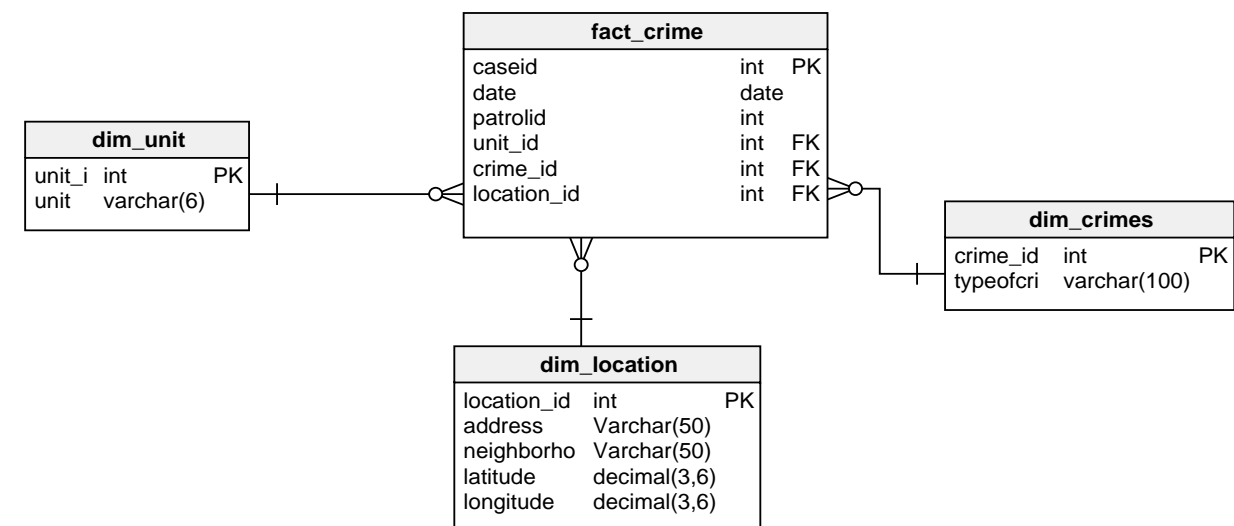 fact_crime
caseid int PK
date date
patrolid int
unit_id int FK
crime_id int FK
location_id int FK
dim_unit
unit_i int PK
unit varchar(6)
dim_crimes
crime_id int PK
typeofcri varchar(100)
dim_location
location_id int PK
address Varchar(50)
neighborho Varchar(50)
latitude decimal(3,6)
longitude decimal(3,6)